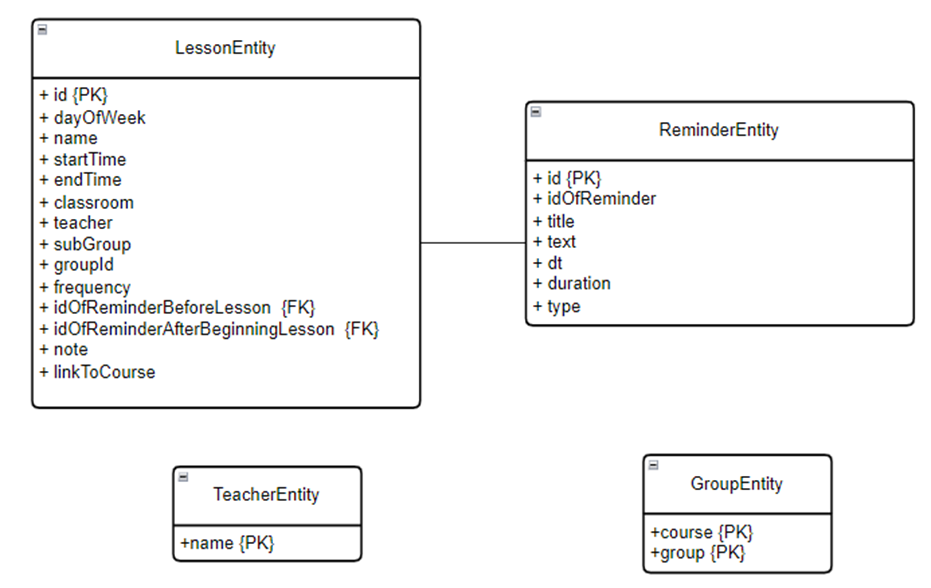 LessonEntity
+ id {PK}
+ dayOfWeek
+ name
+ startTime
+ endTime
+ classroom
+ teacher
+ subGroup
+ groupId
+ frequency
+ idOfReminderBeforeLesson {FK}
+ idOfReminderAfterBeginningLesson {FK}
+ note
+ linkToCourse
ReminderEntity
+ id {PK}
+ idOfReminder
+ title
+ text
+ dt
+ duration
+ type
TeacherEntity
+name {PK}
GroupEntity
+course {PK}
+group {PK}